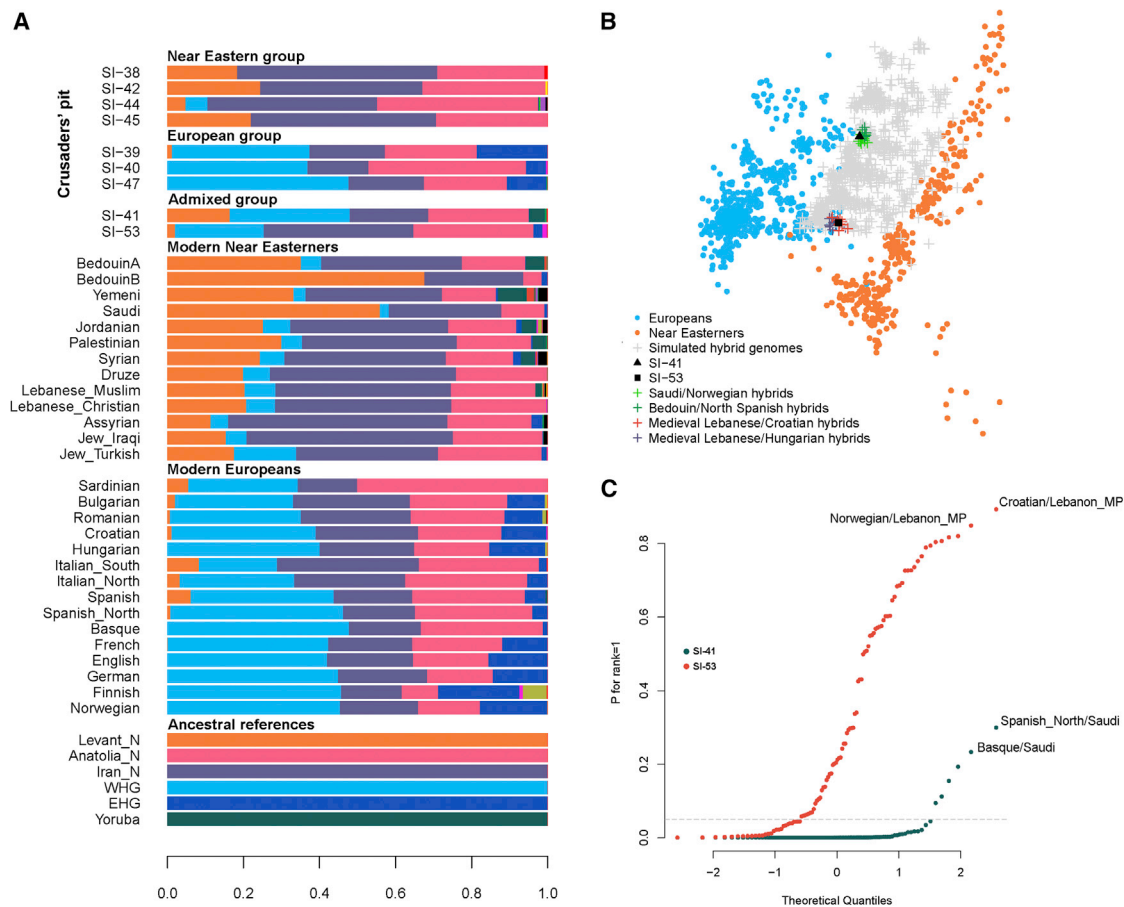 A
Crusaders' pit
Near Eastern group
SI−38
SI−42
SI−44
SI−45
European group
SI−39
SI−40
SI−47
Admixed group
SI−41
SI−53
Modern Near Easterners
BedouinA
BedouinB
Yemeni
Saudi
Jordanian
Palestinian
Syrian
Druze
Lebanese_Muslim
Lebanese_Christian
Assyrian
Jew_Iraqi
Jew_Turkish
Modern Europeans
Sardinian
Bulgarian
Romanian
Croatian
Hungarian
Italian_South
Italian_North
Spanish
Spanish_North
Basque
French
English
German
Finnish
Norwegian
Ancestral references
Levant_N
Anatolia_N
Iran_N
WHG
EHG
Yoruba
0.0 0.2 0.4 0.6 0.8 1.0
B
Europeans
Near Easterners
Simulated hybrid genomes
SI−41
SI−53
Saudi/Norwegian hybrids
Bedouin/North Spanish hybrids
Medieval Lebanese/Croatian hybrids
Medieval Lebanese/Hungarian hybrids
C
Croatian/Lebanon_MP
Norwegian/Lebanon_MP
SI−41
SI−53
Spanish_North/Saudi
Basque/Saudi
P for rank=1
0.8
0.6
0.4
0.2
0.0
−2 −1 0 1 2
Theoretical Quantiles